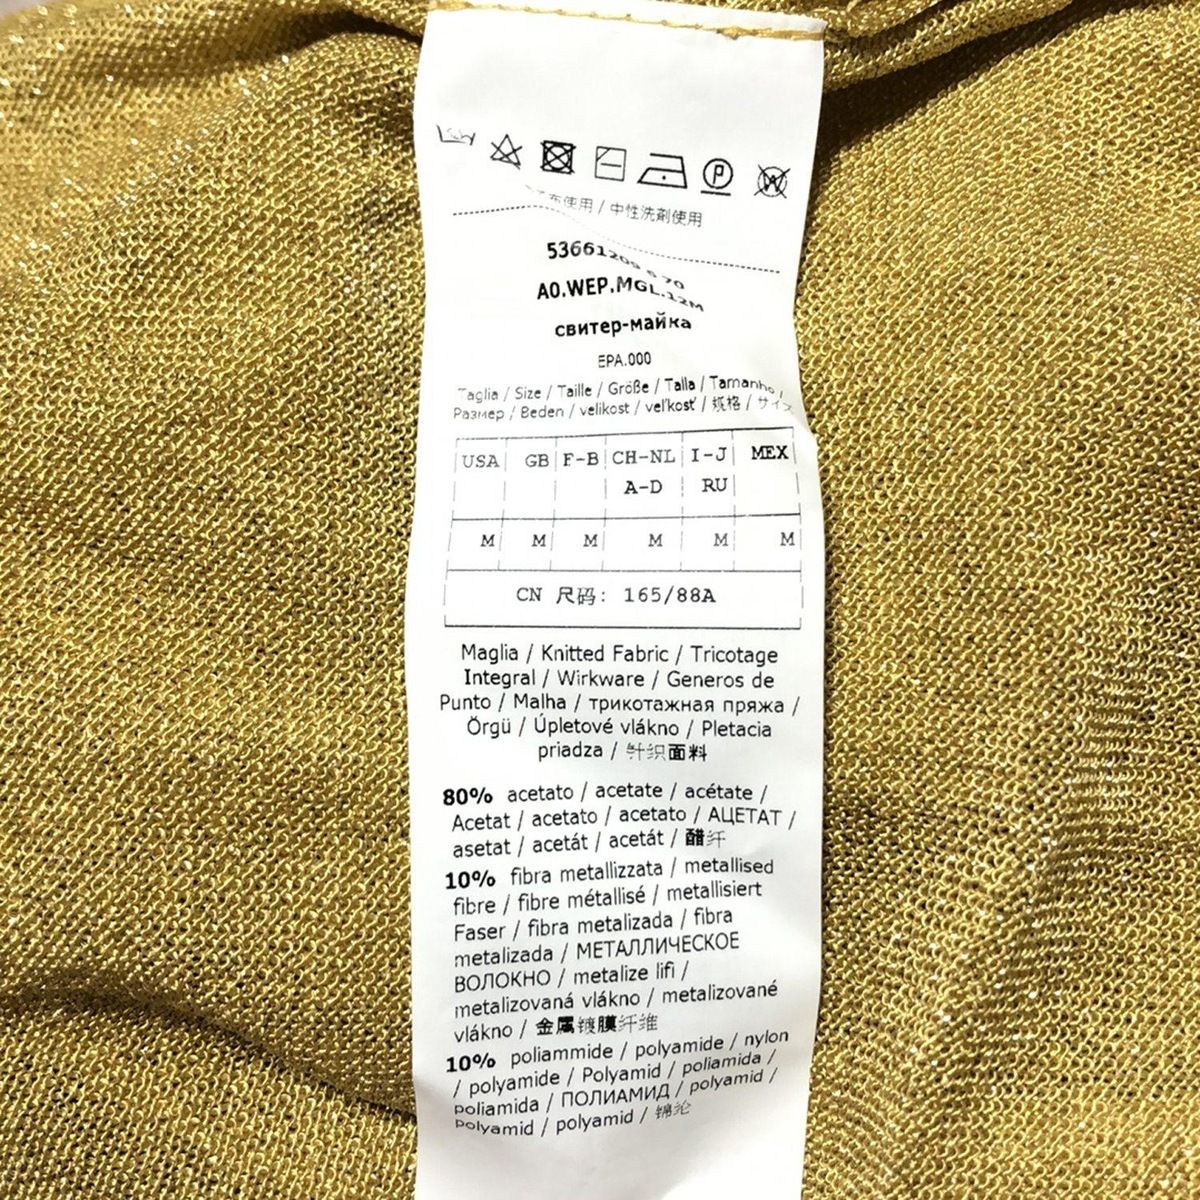 布使用 / 中性洗剤使用
A0.WEP.MGL.12M
свитер-майка
EPA.000
Taglia / Size / Taille / Größe / Talla / Tamanho /
Размер / Beden / velikost / veľkosť / 规格 / サイズ
USA GB F-B CH-NL I-J MEX
A-D RU
M M M M M M
CN 尺码: 165/88A
Maglia / Knitted Fabric / Tricotage
Integral / Wirkware / Generos de
Punto / Malha / трикотажная пряжа /
Örgü / Úpletové vlákno / Pletacia
priadza / 针织面料
80% acetato / acetate / acétate /
Acetat / acetato / acetato / АЦЕТАТ /
asetat / acetát / acetát / 醋纤
10% fibra metallizzata / metallised
fibre / fibre métallisé / metallisiert
Faser / fibra metalizada / fibra
metalizada / МЕТАЛЛИЧЕСКОЕ
ВОЛОКНО / metalize lifi /
metalizovaná vlákno / metalizované
vlákno / 金属镀膜纤维
10% poliammide / polyamide / nylon
/ polyamide / Polyamid / poliamida /
poliamida / ПОЛИАМИД / polyamid /
polyamid / polyamid / 锦纶